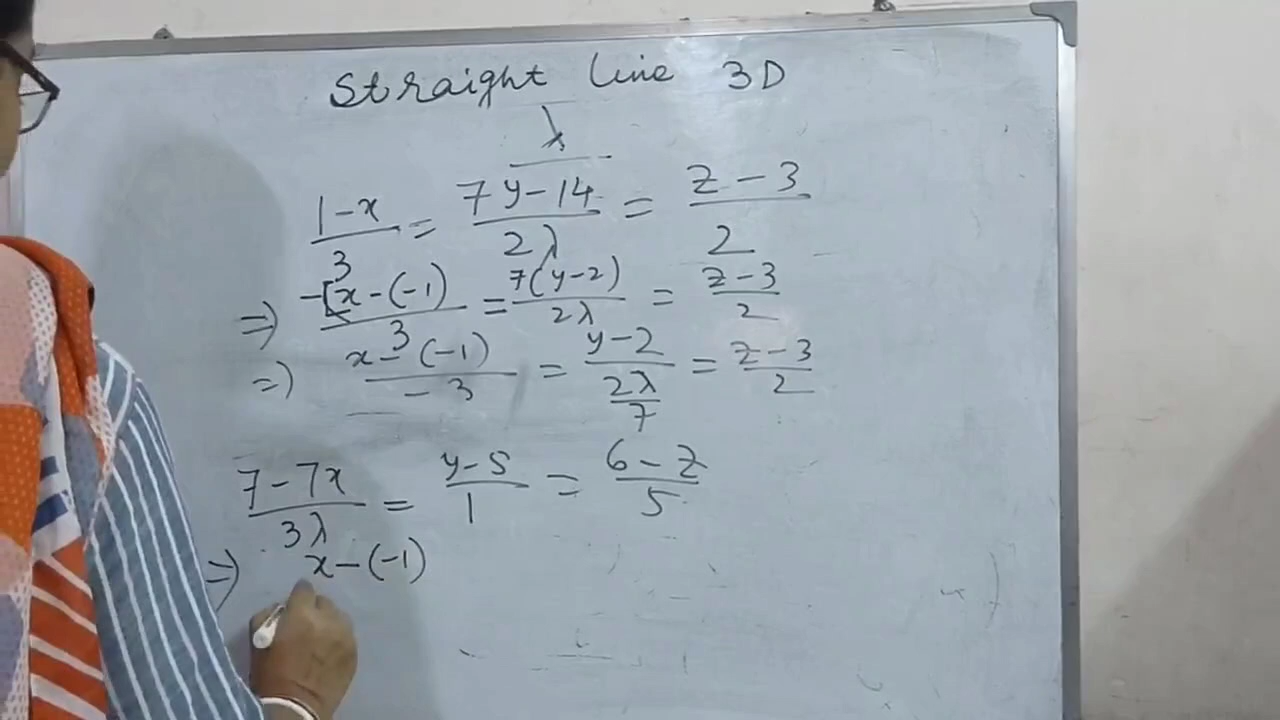 Straight line 3D
λ
(1-x)/3 = (7y-14)/2λ = (z-3)/2
⇒ -[x-(-1)/3 = 7(y-2)/2λ = (z-3)/2
⇒ (x-(-1))/-3 = (y-2)/(2λ/7) = (z-3)/2
(7-7x)/3λ = (y-5)/1 = (6-z)/5
⇒ x-(-1)